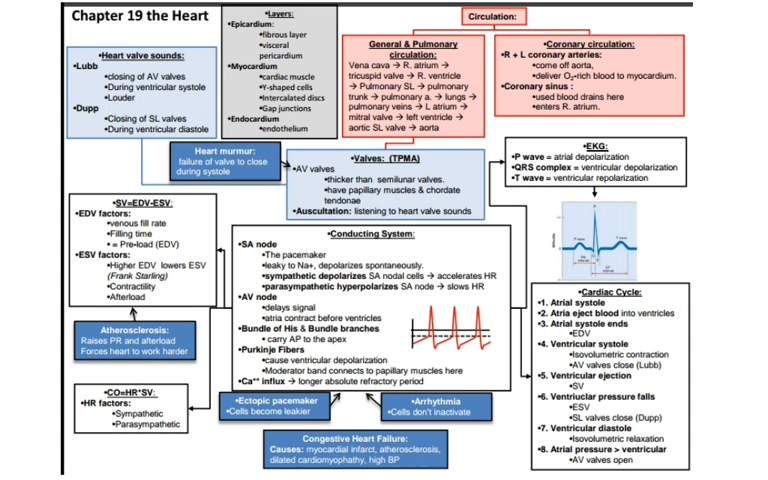 Chapter 19 the Heart
•Layers:
•Epicardium:
•fibrous layer
•visceral
pericardium
•Myocardium
•cardiac muscle
•Y-shaped cells
•Intercalated discs
•Gap junctions
•Endocardium
•endothelium
Circulation:
•Heart valve sounds:
•Lubb
•closing of AV valves
•During ventricular systole
•Louder
•Dupp
•Closing of SL valves
•During ventricular diastole
General & Pulmonary
circulation:
Vena cava → R. atrium →
tricuspid valve → R. ventricle
→ Pulmonary SL → pulmonary
trunk → pulmonary a. → lungs →
pulmonary veins → L atrium →
mitral valve → left ventricle →
aortic SL valve → aorta
•Coronary circulation:
•R + L coronary arteries:
•come off aorta,
•deliver O₂-rich blood to myocardium.
•Coronary sinus :
•used blood drains here
•enters R. atrium.
Heart murmur:
failure of valve to close
during systole
•Valves: (TPMA)
•AV valves
•thicker than semilunar valves.
•have papillary muscles & chordate
tendonae
•Auscultation: listening to heart valve sounds
•EKG:
•P wave = atrial depolarization
•QRS complex = ventricular depolarization
•T wave = ventricular repolarization
•SV=EDV-ESV:
•EDV factors:
•venous fill rate
•Filling time
• = Pre-load (EDV)
•ESV factors:
•Higher EDV lowers ESV
(Frank Starling)
•Contractility
•Afterload
•Conducting System:
•SA node
•The pacemaker
•leaky to Na+, depolarizes spontaneously.
•sympathetic depolarizes SA nodal cells → accelerates HR
•parasympathetic hyperpolarizes SA node → slows HR
•AV node
•delays signal
•atria contract before ventricles
•Bundle of His & Bundle branches
• carry AP to the apex
•Purkinje Fibers
•cause ventricular depolarization
•Moderator band connects to papillary muscles here
•Ca⁺⁺ influx → longer absolute refractory period
•Cardiac Cycle:
•1. Atrial systole
•2. Atria eject blood into ventricles
•3. Atrial systole ends
•EDV
•4. Ventricular systole
•Isovolumetric contraction
•AV valves close (Lubb)
•5. Ventricular ejection
•SV
•6. Ventriucular pressure falls
•ESV
•SL valves close (Dupp)
•7. Ventricular diastole
•Isovolumetric relaxation
•8. Atrial pressure > ventricular
•AV valves open
Atherosclerosis:
Raises PR and afterload
Forces heart to work harder
•CO=HR*SV:
•HR factors:
•Sympathetic
•Parasympathetic
•Ectopic pacemaker
•Cells become leakier
•Arrhythmia
•Cells don't inactivate
Congestive Heart Failure:
Causes: myocardial infarct, atherosclerosis,
dilated cardiomyophathy, high BP